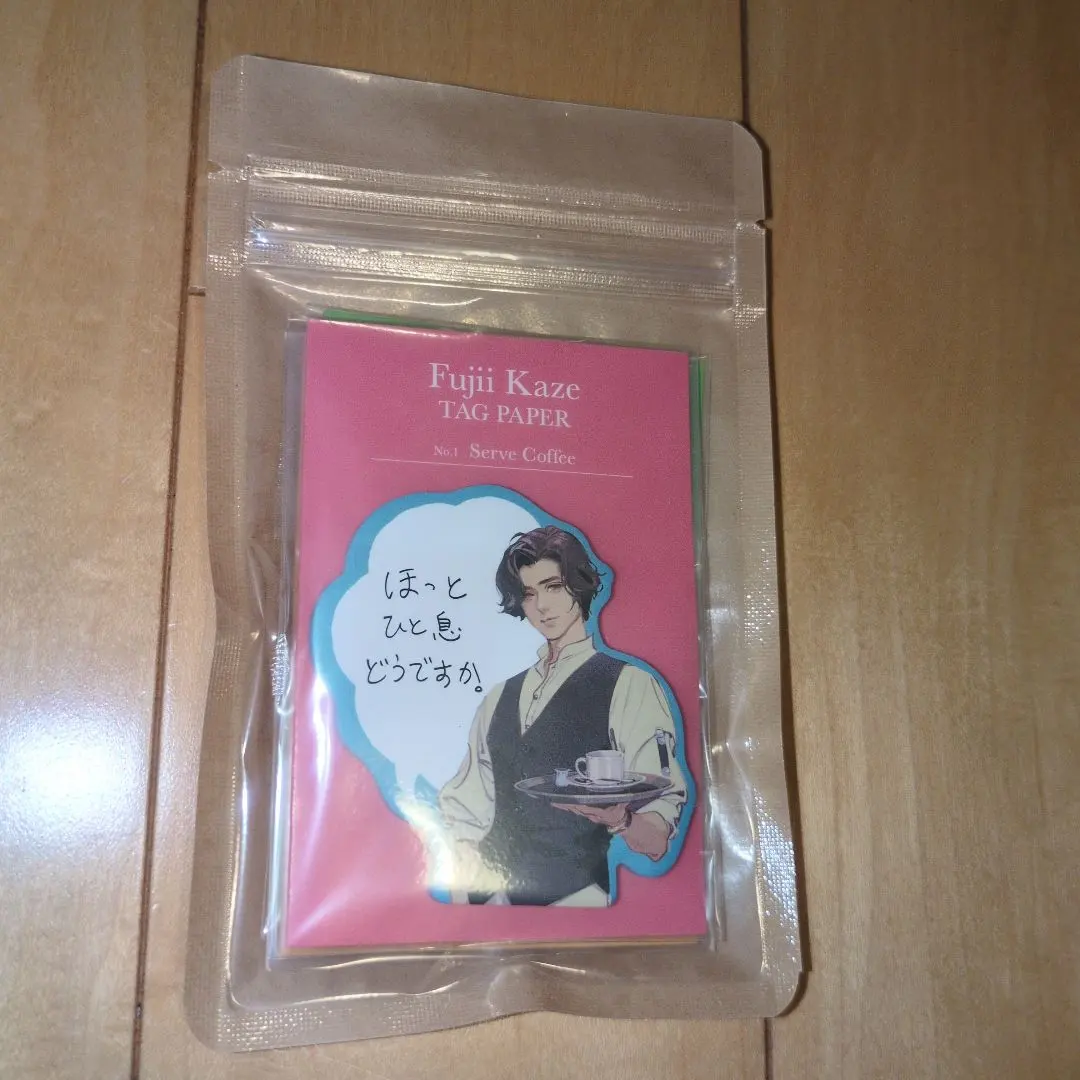 Fujii Kaze
TAG PAPER
No.1 Serve Coffee
ほっと
ひと息
どうですか。